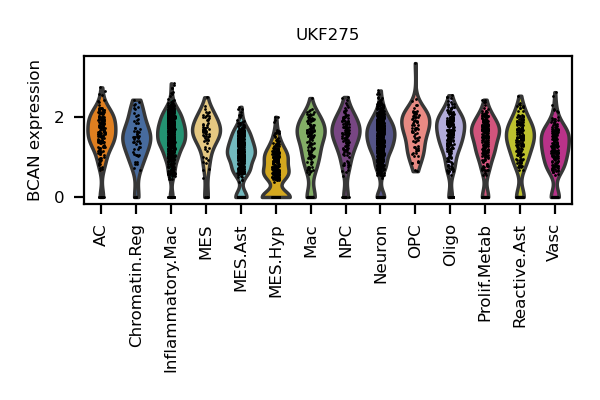 UKF275
BCAN expression
2
0
AC
Chromatin.Reg
Inflammatory.Mac
MES
MES.Ast
MES.Hyp
Mac
NPC
Neuron
OPC
Oligo
Prolif.Metab
Reactive.Ast
Vasc